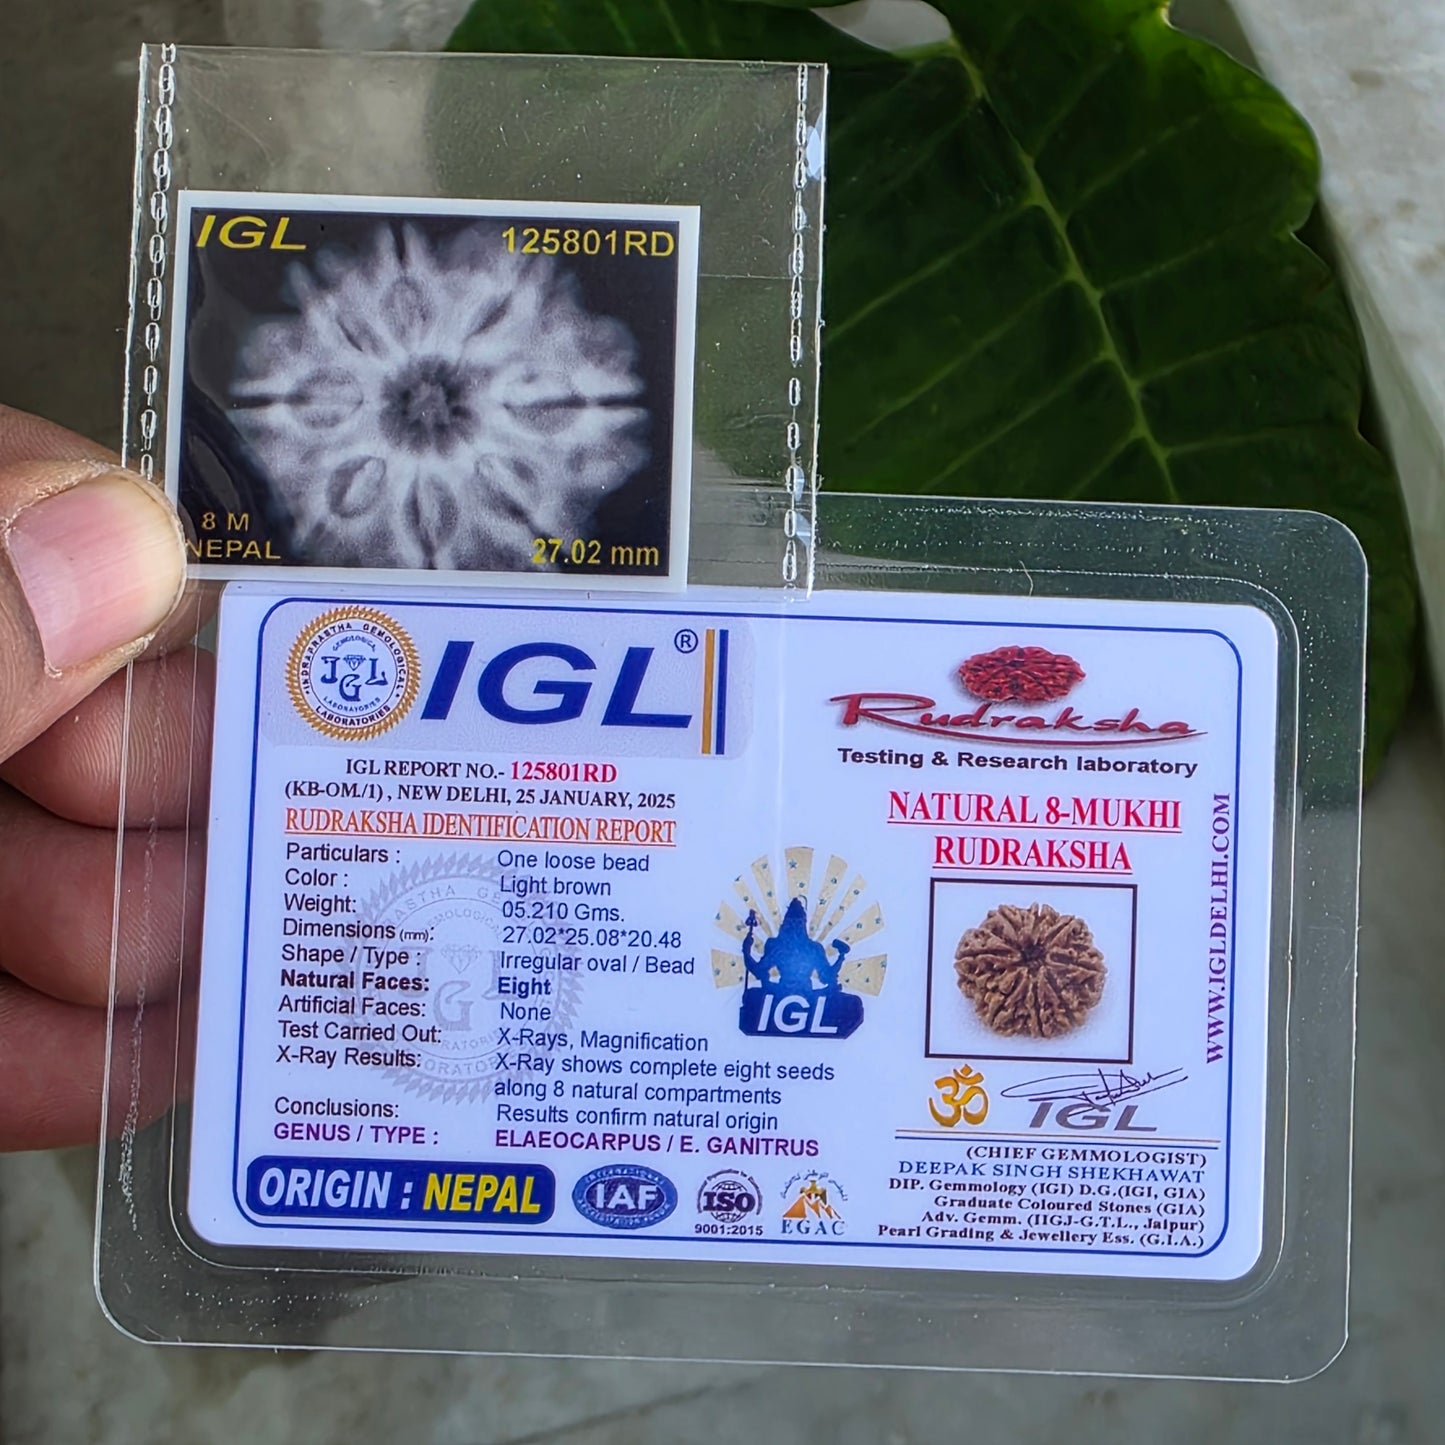 IGL
125801RD
8 M
NEPAL
27.02 mm
INDRAPRASTHA GEMOLOGICAL LABORATORIES
GEMOLOGICAL
IGL
LABORATORIES
IGL®
IGL REPORT NO.- 125801RD
(KB-OM./1) , NEW DELHI, 25 JANUARY, 2025
RUDRAKSHA IDENTIFICATION REPORT
Particulars : One loose bead
Color : Light brown
Weight: 05.210 Gms.
Dimensions (mm): 27.02*25.08*20.48
Shape / Type : Irregular oval / Bead
Natural Faces: Eight
Artificial Faces: None
Test Carried Out: X-Rays, Magnification
X-Ray Results: X-Ray shows complete eight seeds
along 8 natural compartments
Conclusions: Results confirm natural origin
GENUS / TYPE : ELAEOCARPUS / E. GANITRUS
ORIGIN : NEPAL
IAF
ISO
9001:2015
EGAC
IGL
Rudraksha
Testing & Research laboratory
NATURAL 8-MUKHI
RUDRAKSHA
WWW.IGLDELHI.COM
ॐ
IGL
(CHIEF GEMMOLOGIST)
DEEPAK SINGH SHEKHAWAT
DIP. Gemmology (IGI) D.G.(IGI, GIA)
Graduate Coloured Stones (GIA)
Adv. Gemm. (IIGJ-G.T.L., Jaipur)
Pearl Grading & Jewellery Ess. (G.I.A.)